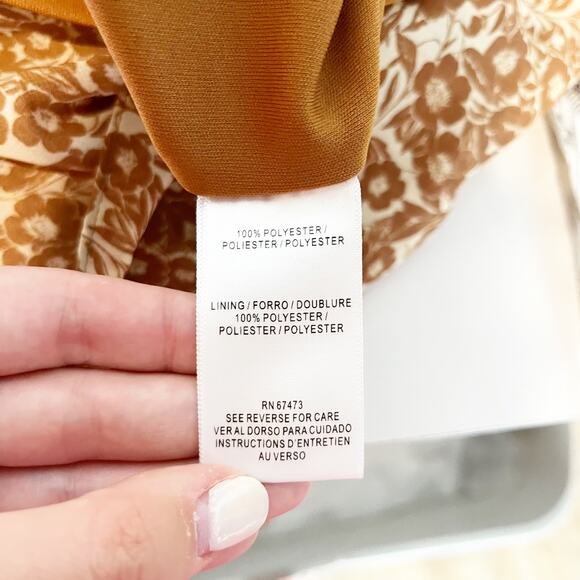 100% POLYESTER /
POLIESTER / POLYESTER
LINING / FORRO / DOUBLURE
100% POLYESTER /
POLIESTER / POLYESTER
RN 67473
SEE REVERSE FOR CARE
VER AL DORSO PARA CUIDADO
INSTRUCTIONS D'ENTRETIEN
AU VERSO